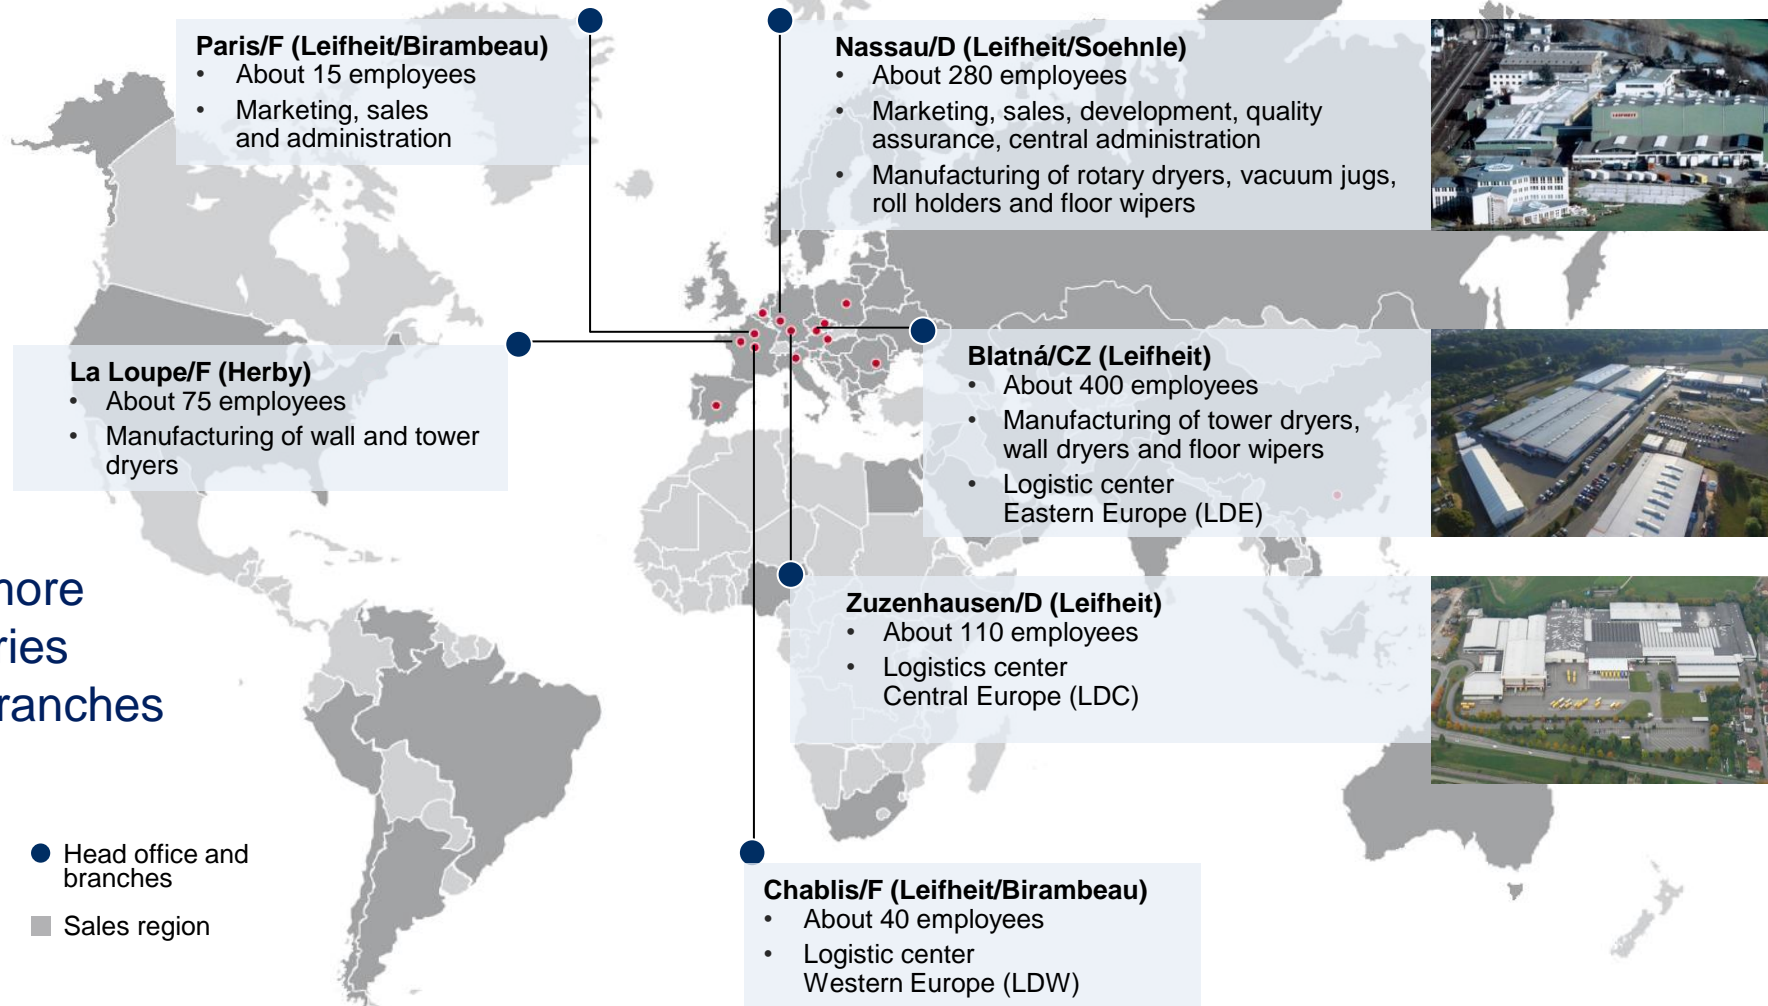 Paris/F (Leifheit/Birambeau)
• About 15 employees
• Marketing, sales
and administration
Nassau/D (Leifheit/Soehnle)
• About 280 employees
• Marketing, sales, development, quality
assurance, central administration
• Manufacturing of rotary dryers, vacuum jugs,
roll holders and floor wipers
LEIFHEIT
La Loupe/F (Herby)
• About 75 employees
• Manufacturing of wall and tower
dryers
Blatná/CZ (Leifheit)
• About 400 employees
• Manufacturing of tower dryers,
wall dryers and floor wipers
• Logistic center
Eastern Europe (LDE)
Zuzenhausen/D (Leifheit)
• About 110 employees
• Logistics center
Central Europe (LDC)
ries
ranches
Head office and
branches
Sales region
Chablis/F (Leifheit/Birambeau)
• About 40 employees
• Logistic center
Western Europe (LDW)